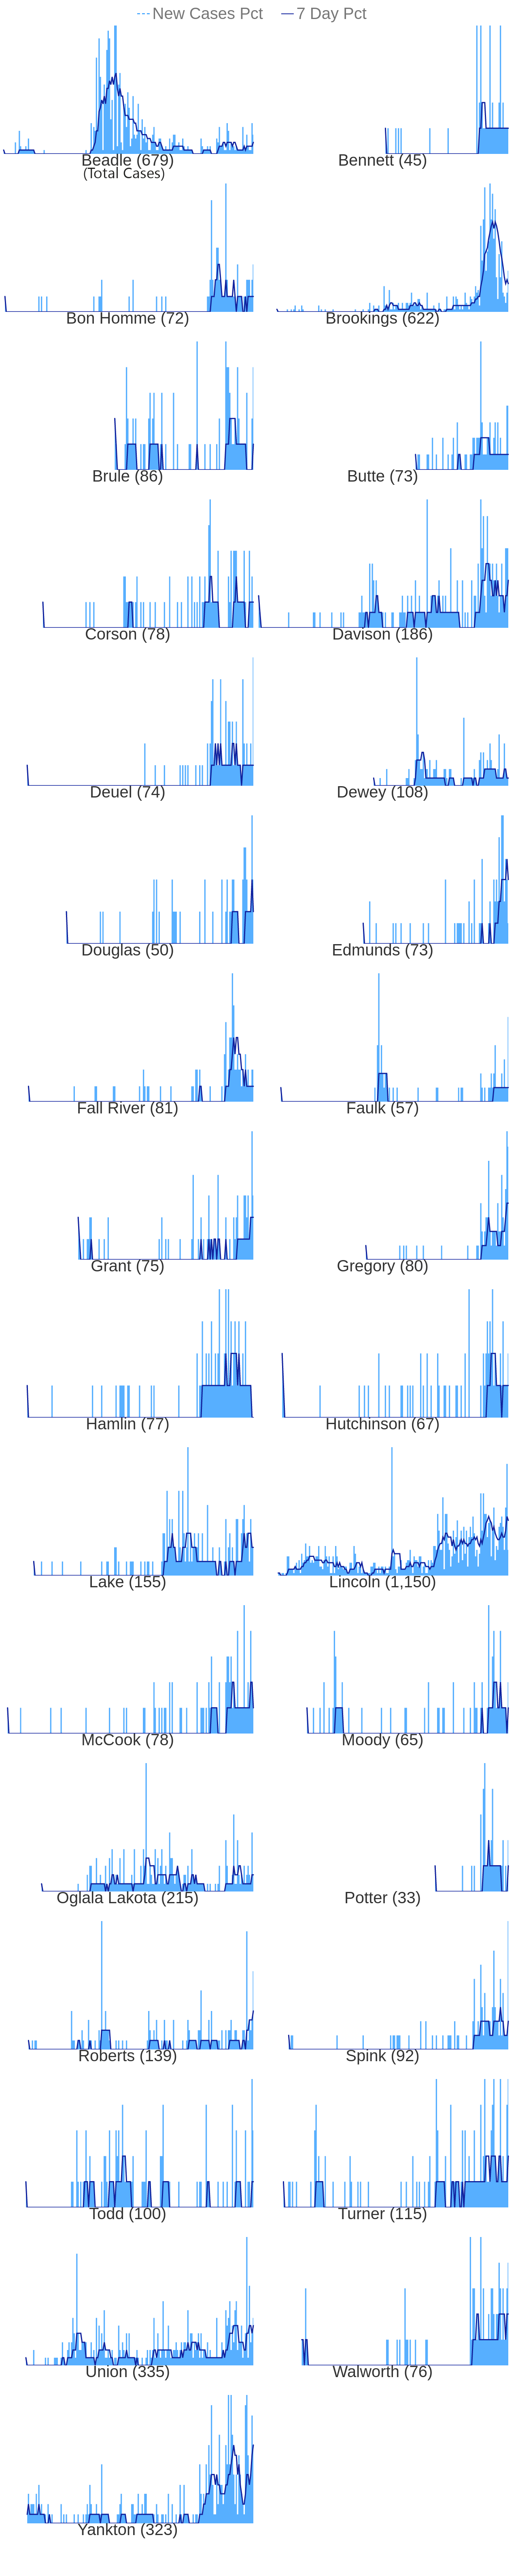 New Cases Pct 7 Day Pct
Beadle (679) Bennett (45)
(Total Cases)
Bon Homme (72) Brookings (622)
Brule (86) Butte (73)
Corson (78) Davison (186)
Deuel (74) Dewey (108)
Douglas (50) Edmunds (73)
Fall River (81) Faulk (57)
Grant (75) Gregory (80)
Hamlin (77) Hutchinson (67)
Lake (155) Lincoln (1,150)
McCook (78) Moody (65)
Oglala Lakota (215) Potter (33)
Roberts (139) Spink (92)
Todd (100) Turner (115)
Union (335) Walworth (76)
Yankton (323)